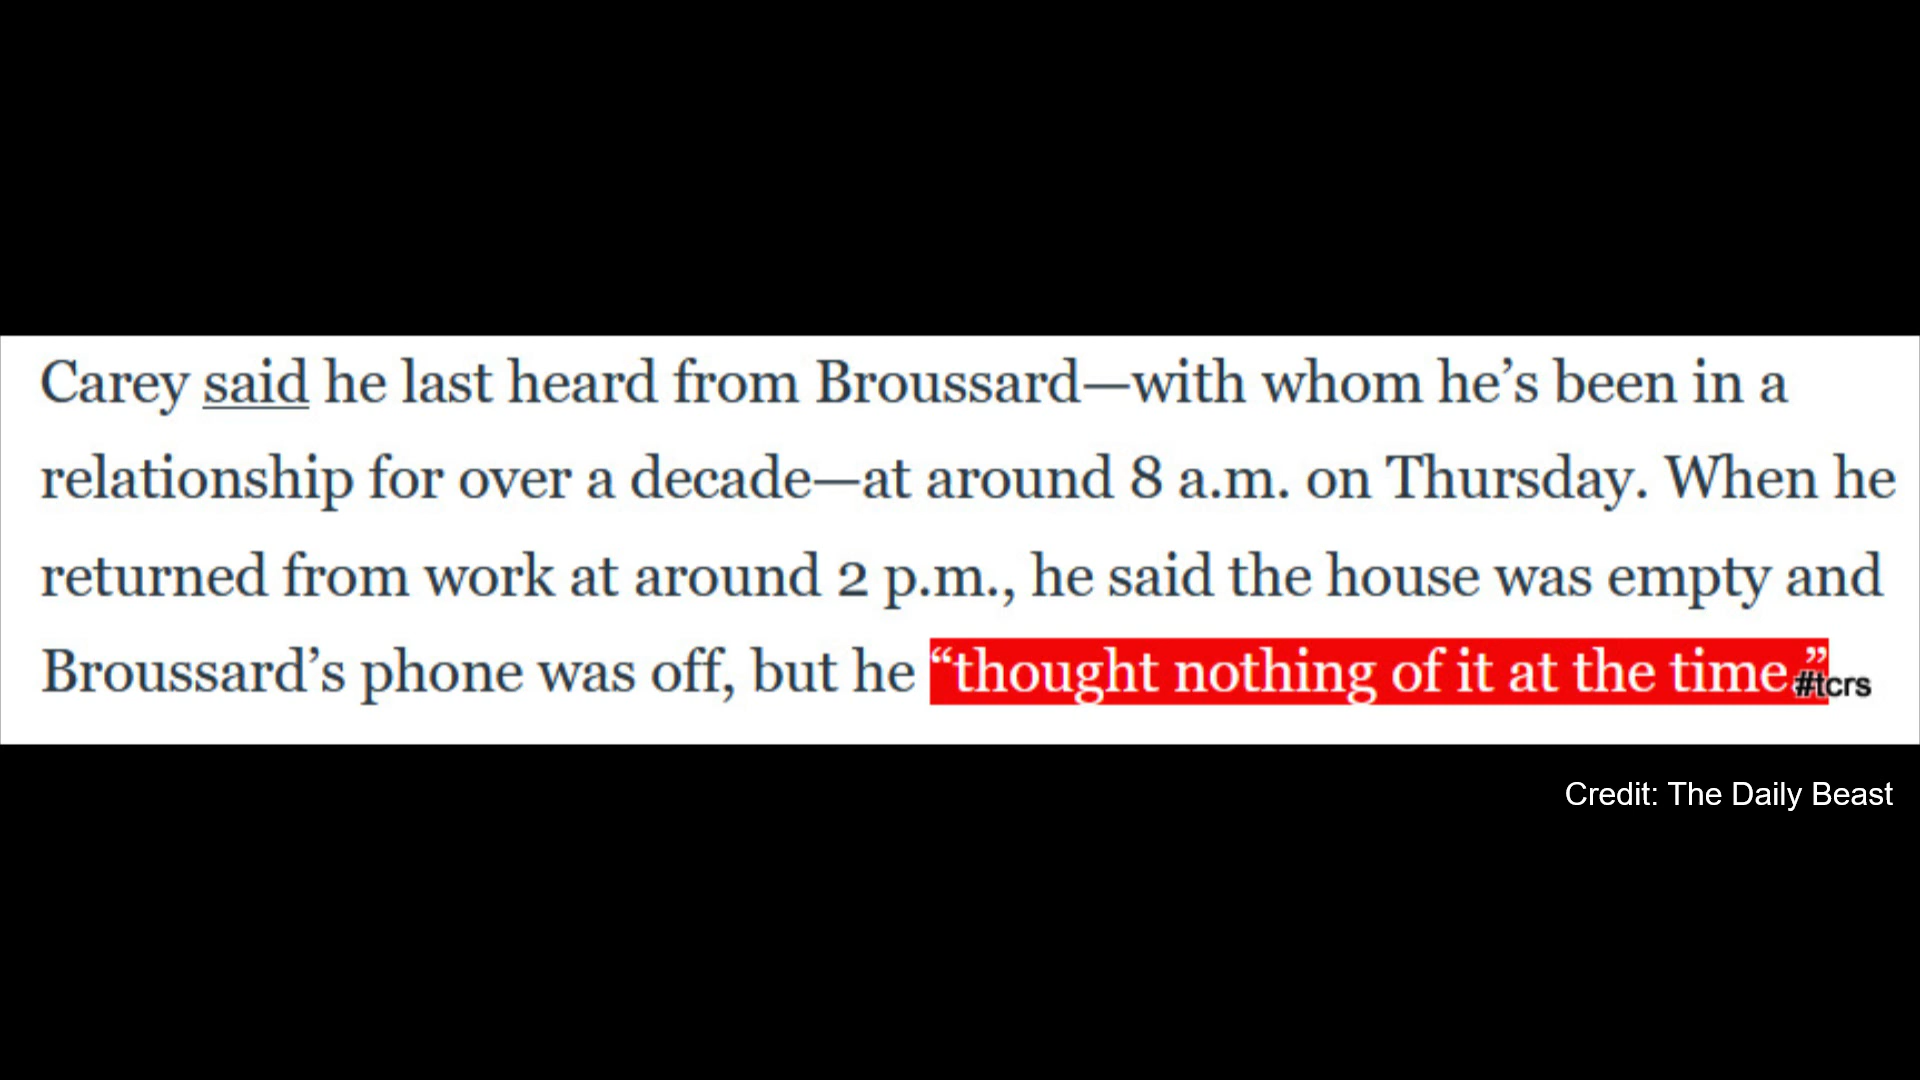 Carey said he last heard from Broussard—with whom he’s been in a
relationship for over a decade—at around 8 a.m. on Thursday. When he
returned from work at around 2 p.m., he said the house was empty and
Broussard’s phone was off, but he “thought nothing of it at the time.”
#tcrs
Credit: The Daily Beast